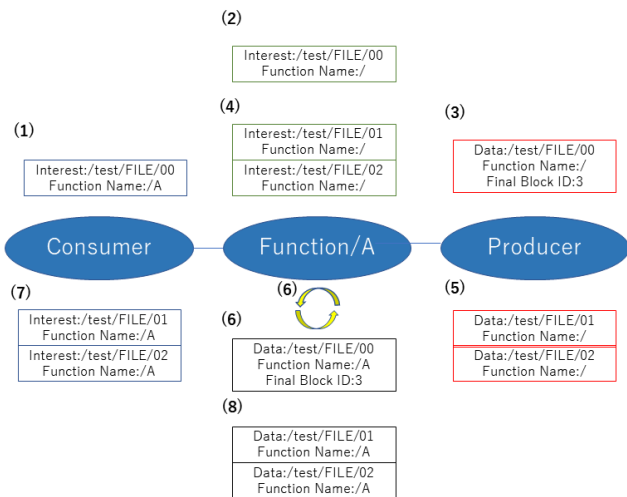 (2)
Interest:/test/FILE/00
Function Name:/
(4)
Interest:/test/FILE/01
Function Name:/
Interest:/test/FILE/02
Function Name:/
(1)
Interest:/test/FILE/00
Function Name:/A
(3)
Data:/test/FILE/00
Function Name:/
Final Block ID:3
Consumer
Function/A
Producer
(7)
Interest:/test/FILE/01
Function Name:/A
Interest:/test/FILE/02
Function Name:/A
(6)
(6)
Data:/test/FILE/00
Function Name:/A
Final Block ID:3
(5)
Data:/test/FILE/01
Function Name:/
Data:/test/FILE/02
Function Name:/
(8)
Data:/test/FILE/01
Function Name:/A
Data:/test/FILE/02
Function Name:/A